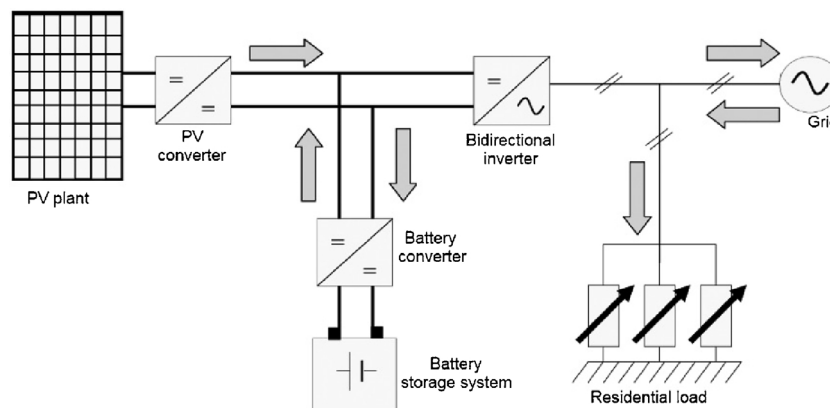 PV plant
PV
converter
Bidirectional
inverter
Battery
converter
Battery
storage system
Residential load